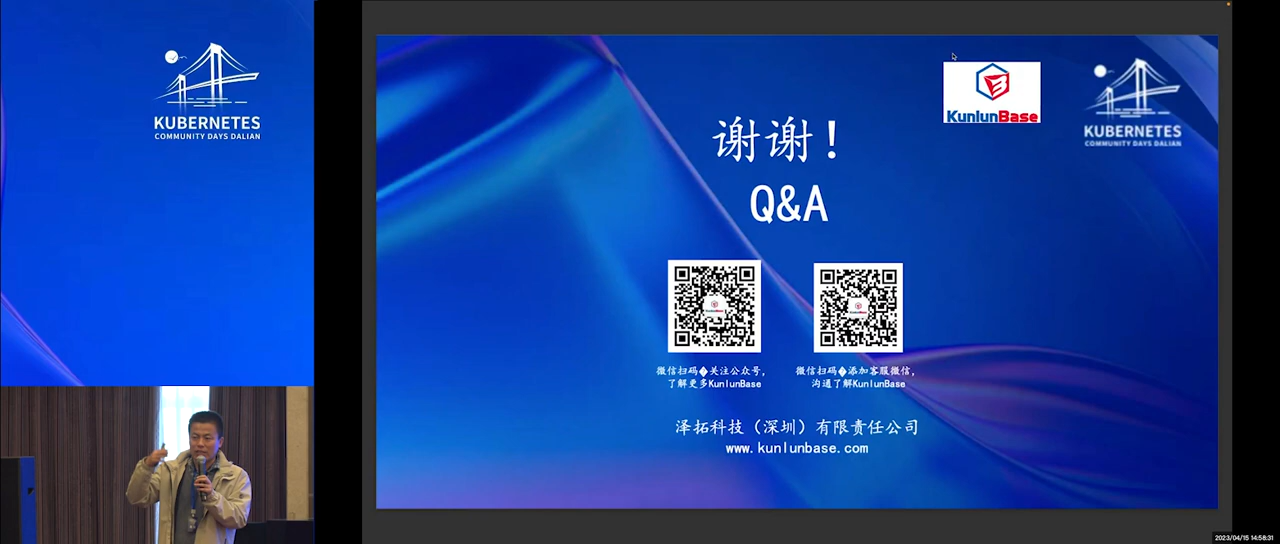 KUBERNETES
COMMUNITY DAYS DALIAN
KunlunBase
KUBERNETES
COMMUNITY DAYS DALIAN
谢谢！
Q&A
微信扫码�关注公众号，
了解更多KunlunBase
微信扫码�添加客服微信，
沟通了解KunlunBase
泽拓科技（深圳）有限责任公司
www.kunlunbase.com
2023/04/15 14:58:31